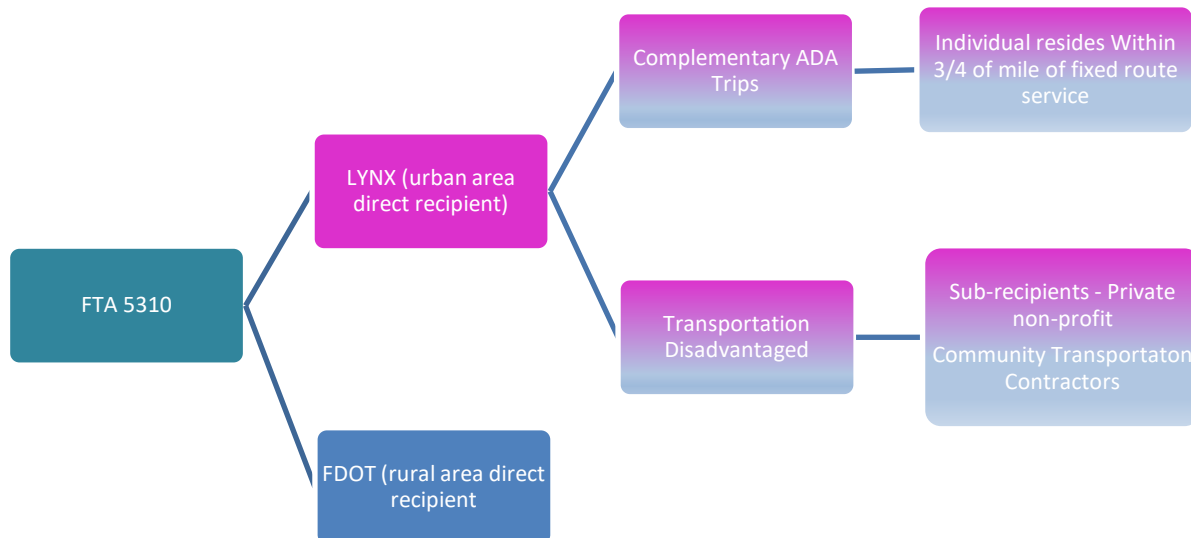 FTA 5310
LYNX (urban area
direct recipient)
FDOT (rural area direct
recipient
Complementary ADA
Trips
Individual resides Within
3/4 of mile of fixed route
service
Transportation
Disadvantaged
Sub-recipients - Private
non-profit
Community Transportaton
Contractors